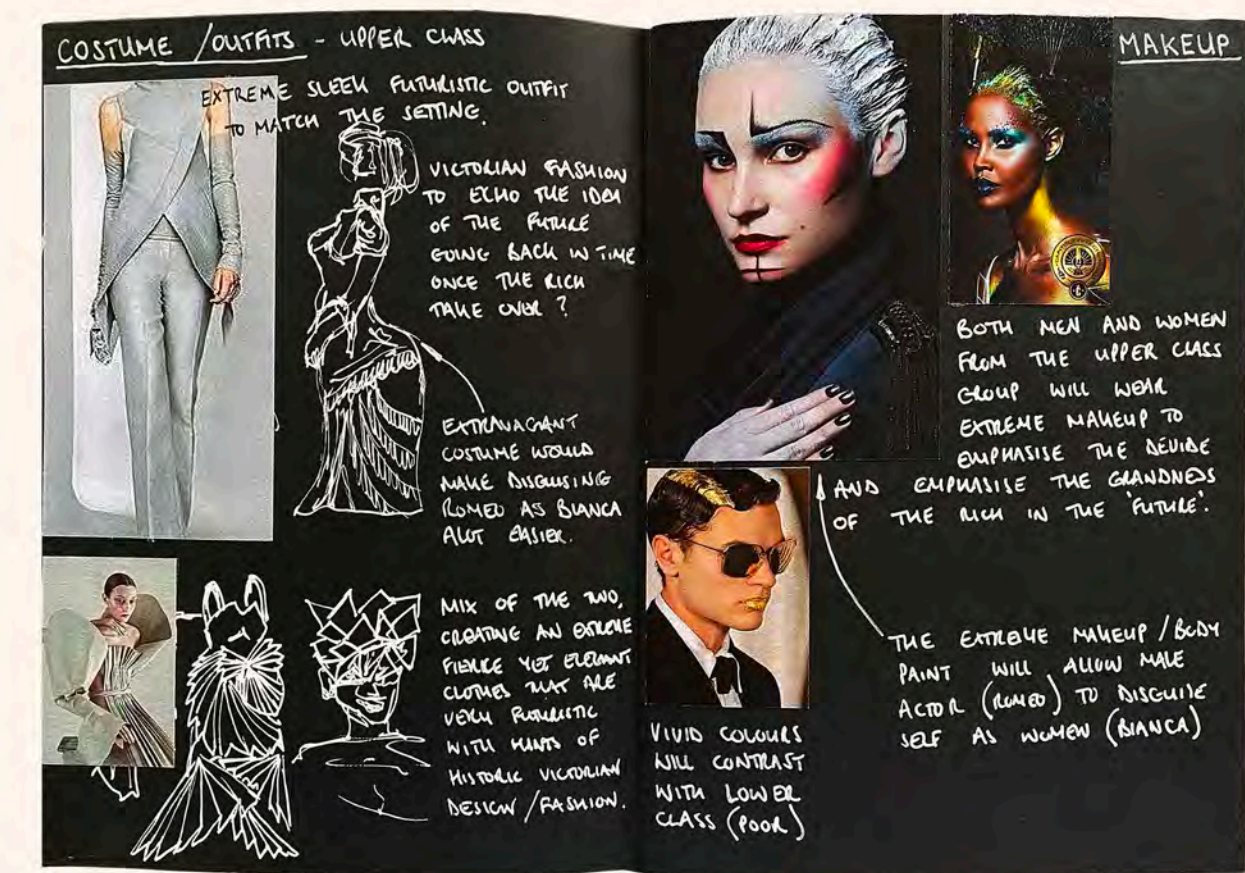 COSTUME / OUTFITS - UPPER CLASS
EXTREME SLEEK FUTURISTIC OUTFIT
TO MATCH THE SETTING.
VICTORIAN FASHION
TO ECHO THE IDEA
OF THE FUTURE
GOING BACK IN TIME
ONCE THE RICH
TAKE OVER?
EXTRAVAGANT
COSTUME WOULD
MAKE DISGUISING
ROMEO AS BIANCA
ALOT EASIER.
MIX OF THE TWO,
CREATING AN EXTREME
FIERCE YET ELEGANT
CLOTHES THAT ARE
VERY FUTURISTIC
WITH HINTS OF
HISTORIC VICTORIAN
DESIGN / FASHION.
MAKEUP
BOTH MEN AND WOMEN
FROM THE UPPER CLASS
GROUP WILL WEAR
EXTREME MAKEUP TO
EMPHASISE THE DEVIDE
AND EMPHASISE THE GRANDNESS
OF THE RICH IN THE 'FUTURE'.
THE EXTREME MAKEUP / BODY
PAINT WILL ALLOW MALE
ACTOR (ROMEO) TO DISGUISE
SELF AS WOMEN (BIANCA)
VIVID COLOURS
WILL CONTRAST
WITH LOWER
CLASS (POOR)